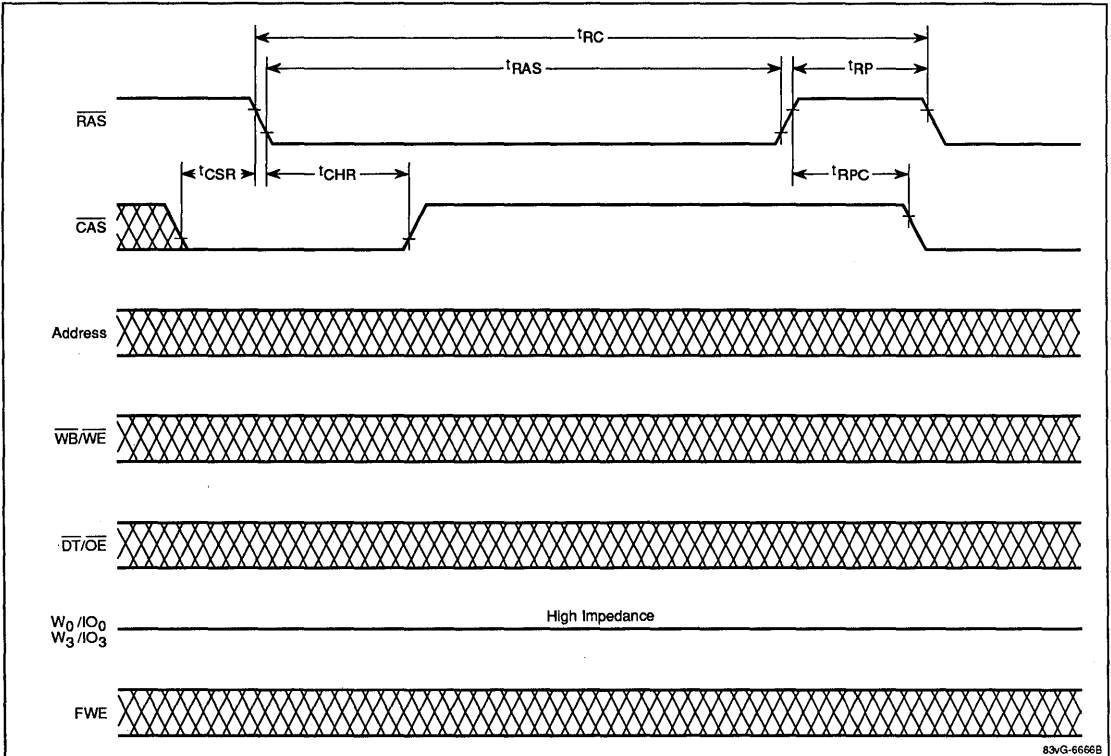 tRC
tRAS
tRP
RAS
tCSR
tCHR
tRPC
CAS
Address
WB/WE
DT/OE
W0/IO0
W3/IO3
High Impedance
FWE
83vG-6666B